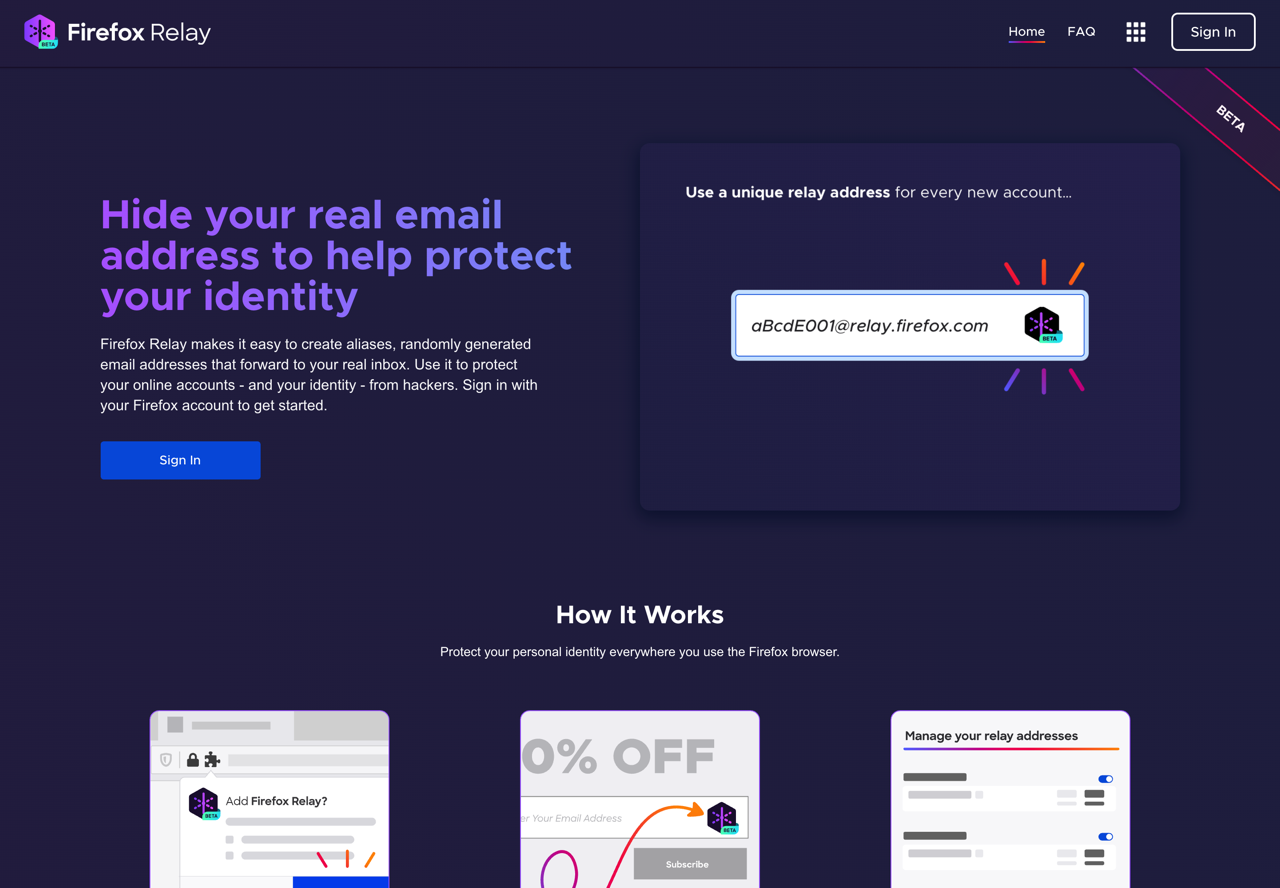 BETA
Firefox Relay
Home
FAQ
Sign In
BETA
Hide your real email
address to help protect
your identity
Firefox Relay makes it easy to create aliases, randomly generated
email addresses that forward to your real inbox. Use it to protect
your online accounts - and your identity - from hackers. Sign in with
your Firefox account to get started.
Sign In
Use a unique relay address for every new account...
aBcdE001@relay.firefox.com
BETA
How It Works
Protect your personal identity everywhere you use the Firefox browser.
Add Firefox Relay?
BETA
0% OFF
er Your Email Address
BETA
Subscribe
Manage your relay addresses